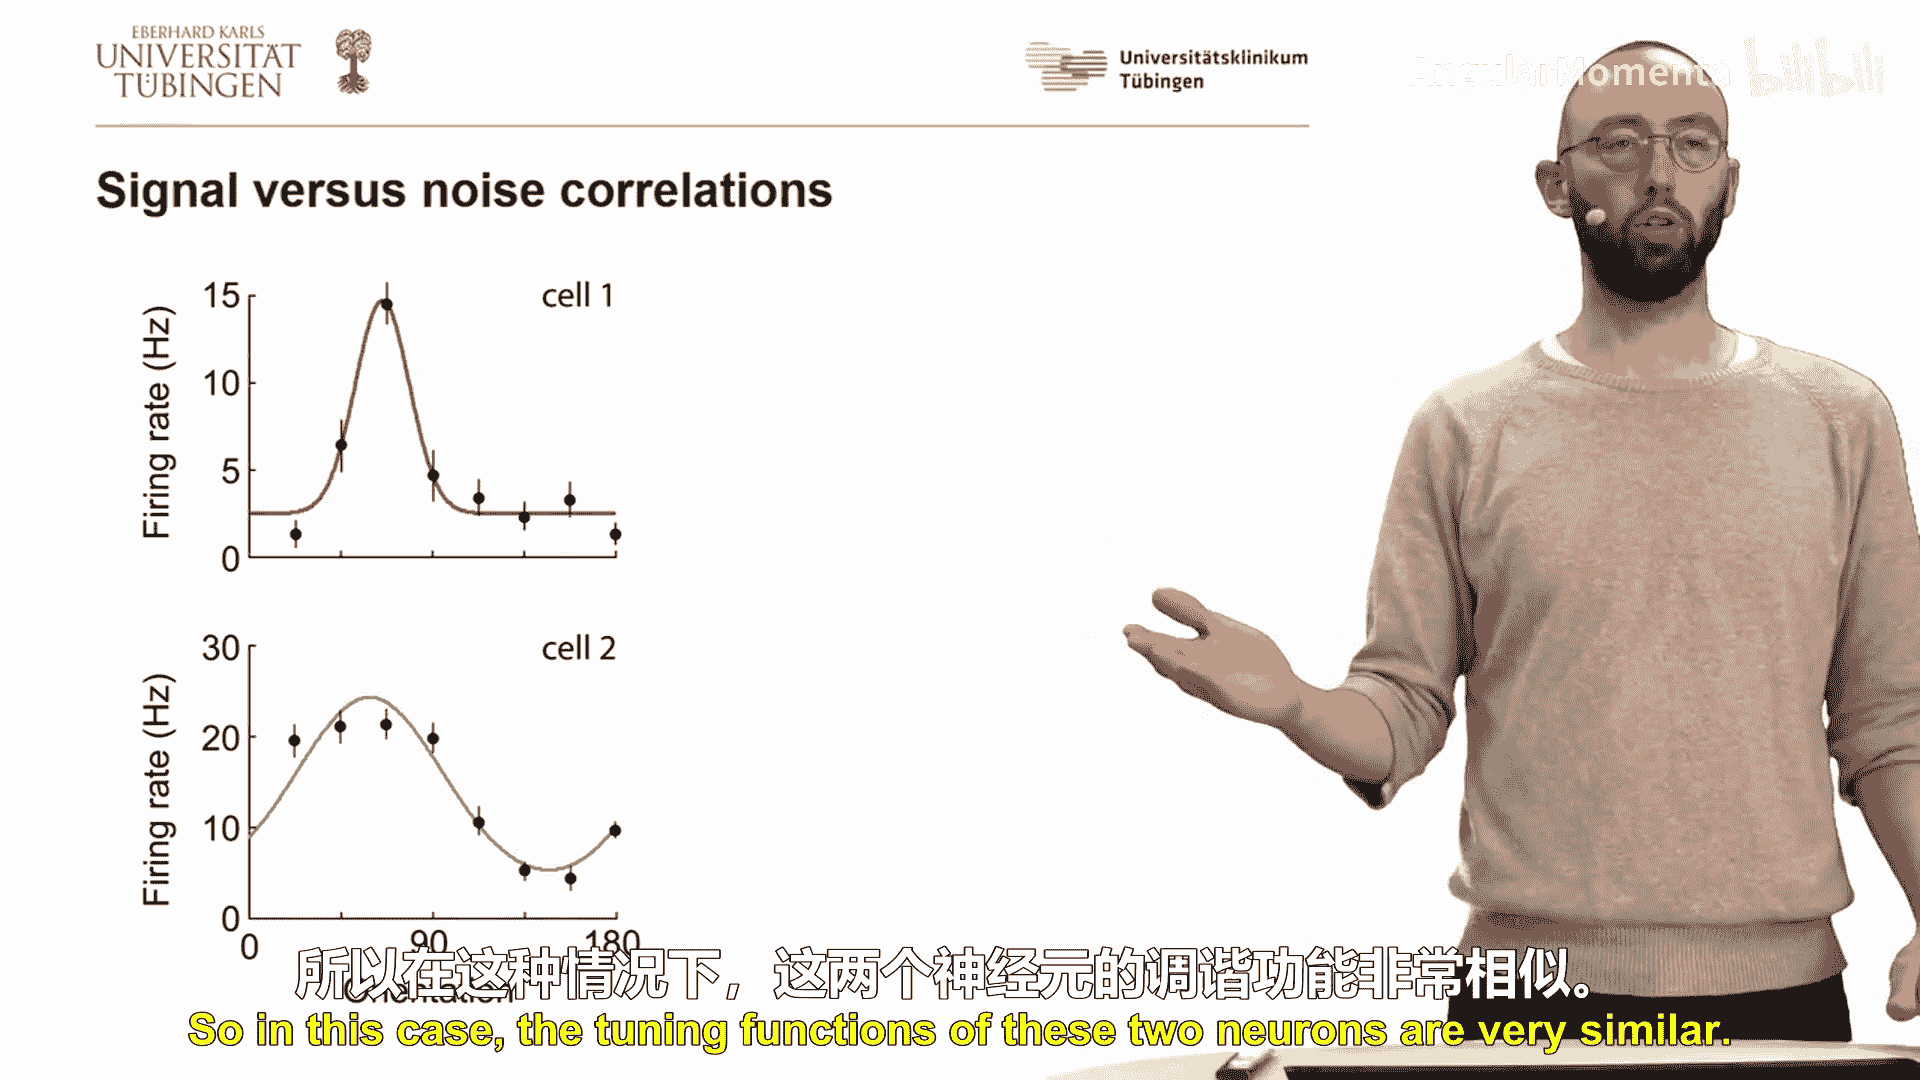 EBERHARD KARLS
UNIVERSITÄT
TÜBINGEN
Universitätsklinikum
Tübingen
AngularMomenta
bilibili
Signal versus noise correlations
cell 1
Firing rate (Hz)
15
10
5
0
cell 2
Firing rate (Hz)
30
20
10
0
0 90 180
Orientation
所以在这种情况下，这两个神经元的调谐功能非常相似。
So in this case, the tuning functions of these two neurons are very similar.